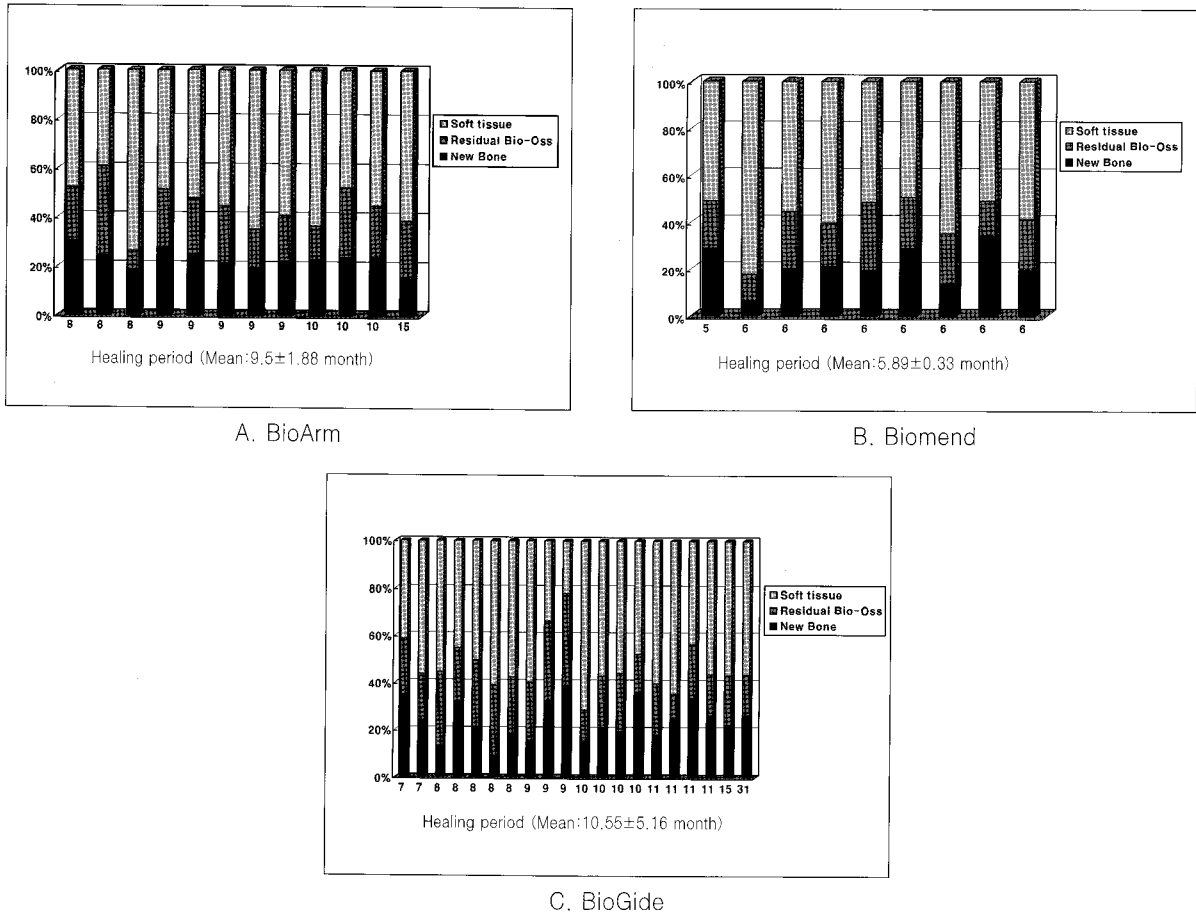 100%
80%
60%
40%
20%
0%
8 8 8 9 9 9 9 9 10 10 10 15
Soft tissue
Residual Bio-Oss
New Bone
Healing period (Mean:9.5±1.88 month)
A. BioArm
100%
80%
60%
40%
20%
0%
5 6 6 6 6 6 6 6 6
Soft tissue
Residual Bio-Oss
New Bone
Healing period (Mean:5.89±0.33 month)
B. Biomend
100%
80%
60%
40%
20%
0%
7 7 8 8 8 8 8 9 9 9 10 10 10 10 11 11 11 11 15 31
Soft tissue
Residual Bio-Oss
New Bone
Healing period (Mean:10.55±5.16 month)
C. BioGide